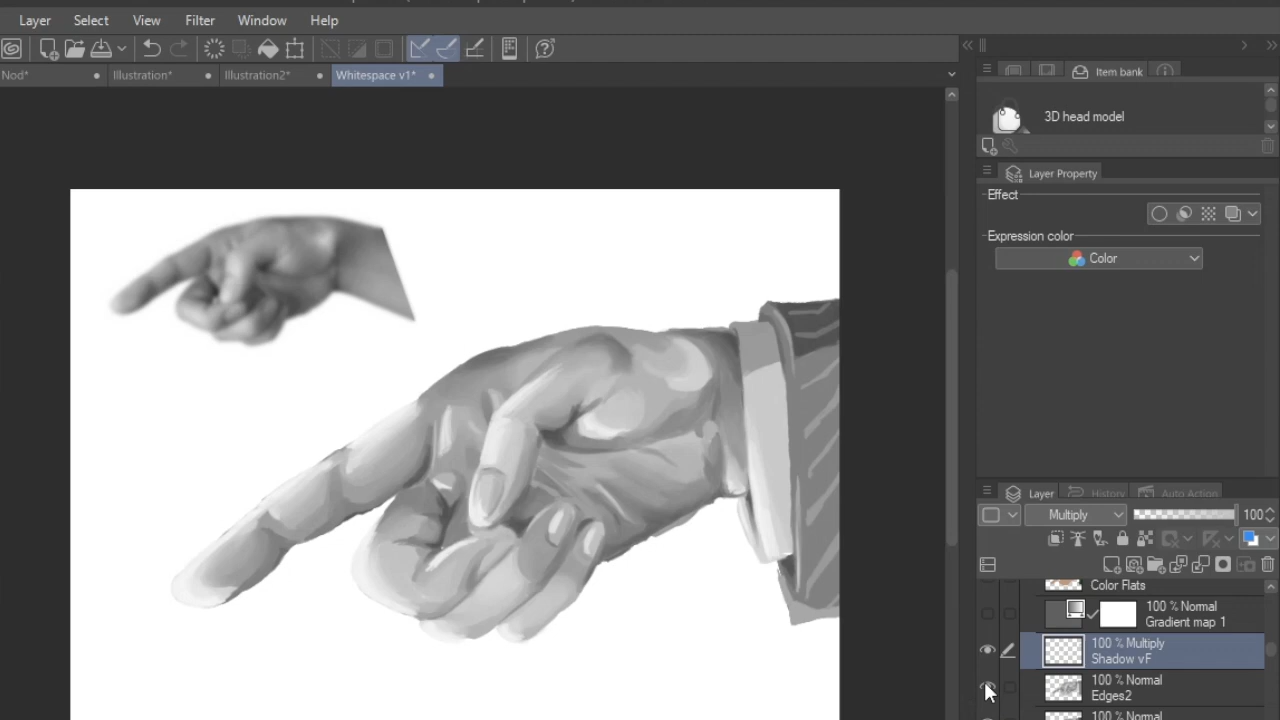 Layer Select View Filter Window Help
Nod* Illustration* Illustration2* Whitespace v1*
Item bank
3D head model
Layer Property
Effect
Expression color
Color
Layer History Auto Action
Multiply 100
Color Flats
100 % Normal
Gradient map 1
100 % Multiply
Shadow vF
100 % Normal
Edges2
100 % Normal